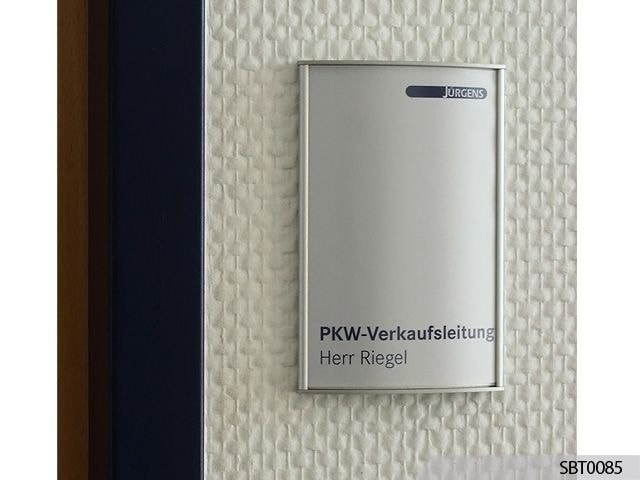 JÜRGENS
PKW-Verkaufsleitung
Herr Riegel
SBT0085